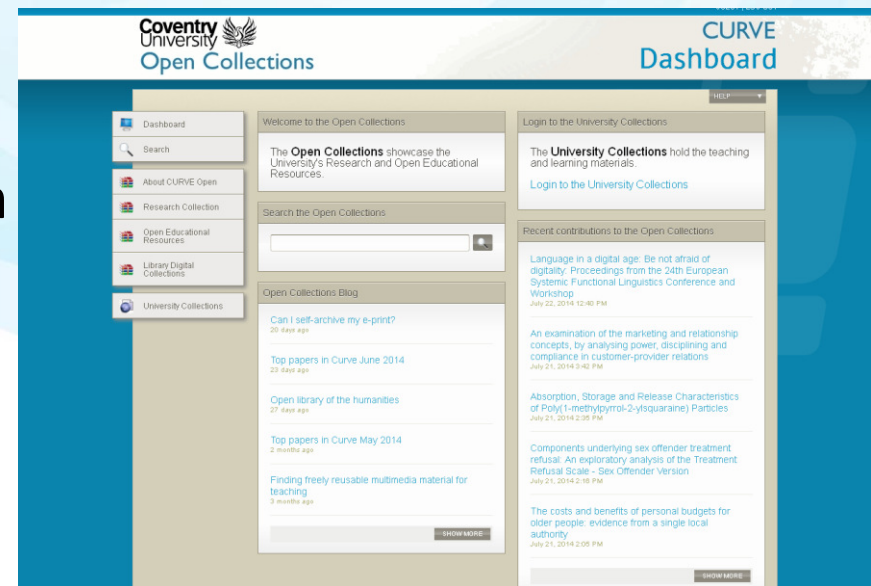 Coventry
University
Open Collections
CURVE
Dashboard
HELP
Dashboard
Search
About CURVE Open
Research Collection
Open Educational
Resources
Library Digital
Collections
University Collections
Welcome to the Open Collections
The Open Collections showcase the
University's Research and Open Educational
Resources.
Search the Open Collections
Open Collections Blog
Can I self-archive my e-print?
20 days ago
Top papers in Curve June 2014
23 days ago
Open library of the humanities
27 days ago
Top papers in Curve May 2014
2 months ago
Finding freely reusable multimedia material for
teaching
3 months ago
SHOW MORE
Login to the University Collections
The University Collections hold the teaching
and learning materials.
Login to the University Collections
Recent contributions to the Open Collections
Language in a digital age: Be not afraid of
digitality: Proceedings from the 24th European
Systemic Functional Linguistics Conference and
Workshop
July 22, 2014 12:40 PM
An examination of the marketing and relationship
concepts, by analysing power, disciplining and
compliance in customer-provider relations
July 21, 2014 3:42 PM
Absorption, Storage and Release Characteristics
of Poly(1-methylpyrrol-2-ylsquaraine) Particles
July 21, 2014 2:35 PM
Components underlying sex offender treatment
refusal: An exploratory analysis of the Treatment
Refusal Scale - Sex Offender Version
July 21, 2014 2:16 PM
The costs and benefits of personal budgets for
older people: evidence from a single local
authority
July 21, 2014 2:05 PM
SHOW MORE